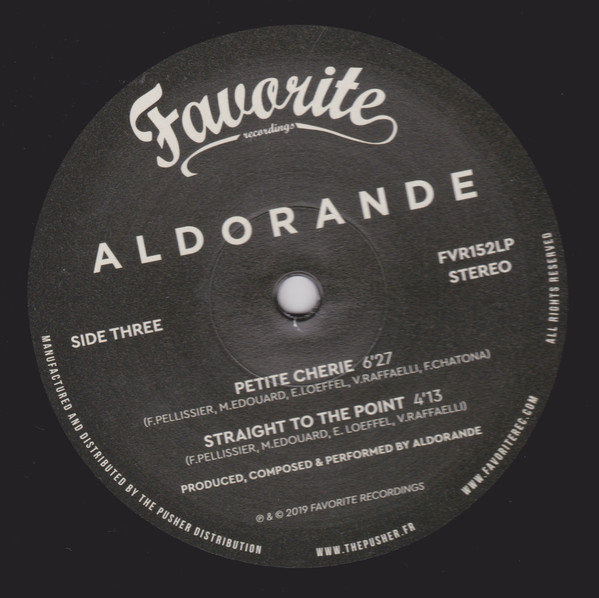 Favorite
recordings
ALDORANDE
FVR152LP
STEREO
SIDE THREE
PETITE CHERIE 6'27
(F.PELLISSIER, M.EDOUARD, E.LOEFFEL, V.RAFFAELLI, F.CHATONA)
STRAIGHT TO THE POINT 4'13
(F.PELLISSIER, M.EDOUARD, E. LOEFFEL, V.RAFFAELLI)
PRODUCED, COMPOSED & PERFORMED BY ALDORANDE
℗ & © 2019 FAVORITE RECORDINGS
MANUFACTURED AND DISTRIBUTED BY THE PUSHER DISTRIBUTION
WWW.THEPUSHER.FR
WWW.FAVORITEREC.COM
ALL RIGHTS RESERVED